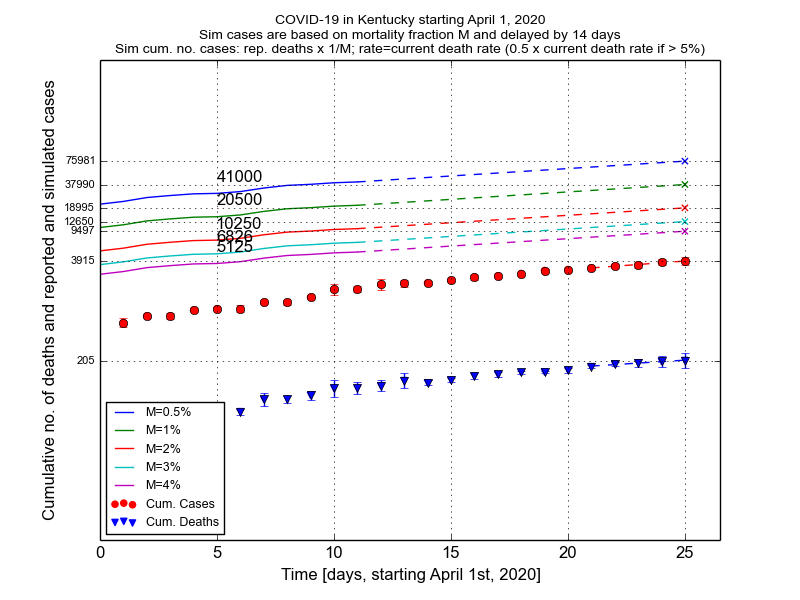 COVID-19 in Kentucky starting April 1, 2020
Sim cases are based on mortality fraction M and delayed by 14 days
Sim cum. no. cases: rep. deaths x 1/M; rate=current death rate (0.5 x current death rate if > 5%)
Cumulative no. of deaths and reported and simulated cases
75981
37990
18995
12650
9497
3915
205
41000
20500
10250
6826
5125
M=0.5%
M=1%
M=2%
M=3%
M=4%
Cum. Cases
Cum. Deaths
0 5 10 15 20 25
Time [days, starting April 1st, 2020]